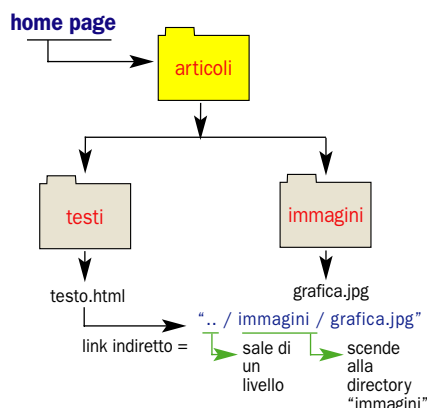 home page
articoli
testi
immagini
testo.html
grafica.jpg
“.. / immagini / grafica.jpg”
link indiretto =
sale di
un
livello
scende
alla
directory
“immagini”